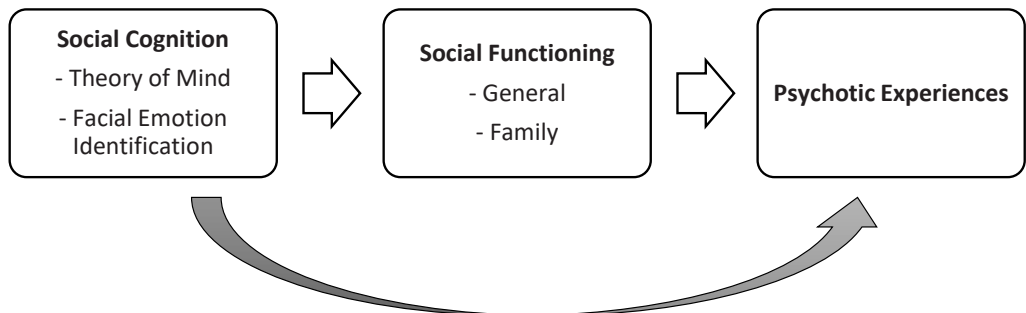 Social Cognition
- Theory of Mind
- Facial Emotion
Identification
Social Functioning
- General
- Family
Psychotic Experiences